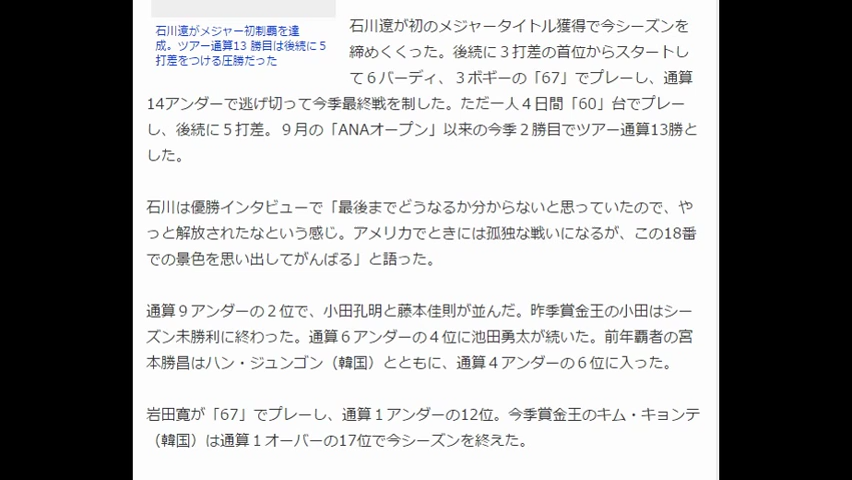 石川遼がメジャー初制覇を達
成。ツアー通算13 勝目は後続に５
打差をつける圧勝だった
石川遼が初のメジャータイトル獲得で今シーズンを
締めくくった。後続に３打差の首位からスタートし
て６バーディ、３ボギーの「67」でプレーし、通算
14アンダーで逃げ切って今季最終戦を制した。ただ一人４日間「60」台でプレー
し、後続に５打差。９月の「ANAオープン」以来の今季２勝目でツアー通算13勝と
した。
石川は優勝インタビューで「最後までどうなるか分からないと思っていたので、や
っと解放されたなという感じ。アメリカでときには孤独な戦いになるが、この18番
での景色を思い出してがんばる」と語った。
通算９アンダーの２位で、小田孔明と藤本佳則が並んだ。昨季賞金王の小田はシー
ズン未勝利に終わった。通算６アンダーの４位に池田勇太が続いた。前年覇者の宮
本勝昌はハン・ジュンゴン（韓国）とともに、通算４アンダーの６位に入った。
岩田寛が「67」でプレーし、通算１アンダーの12位。今季賞金王のキム・キョンテ
（韓国）は通算１オーバーの17位で今シーズンを終えた。